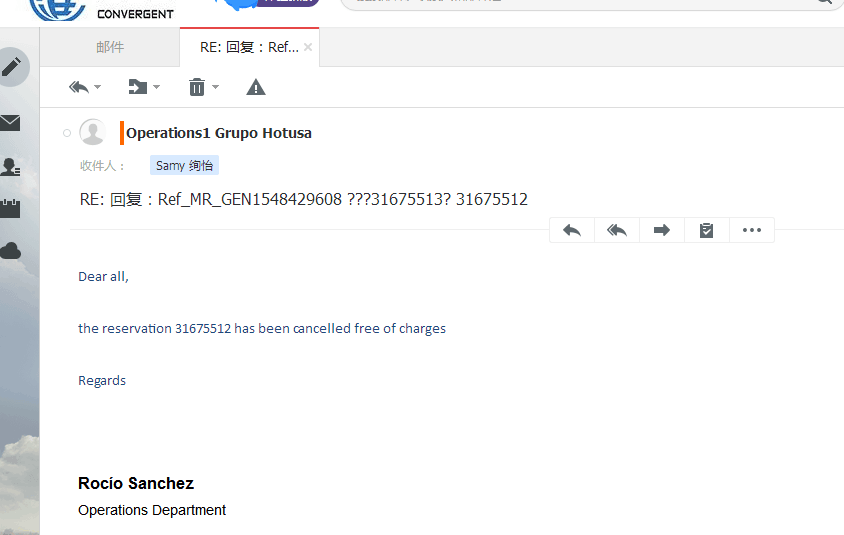 CONVERGENT
邮件
RE: 回复：Ref...
Operations1 Grupo Hotusa
收件人：
Samy 绚怡
RE: 回复：Ref_MR_GEN1548429608 ???31675513? 31675512
Dear all,
the reservation 31675512 has been cancelled free of charges
Regards
Rocío Sanchez
Operations Department